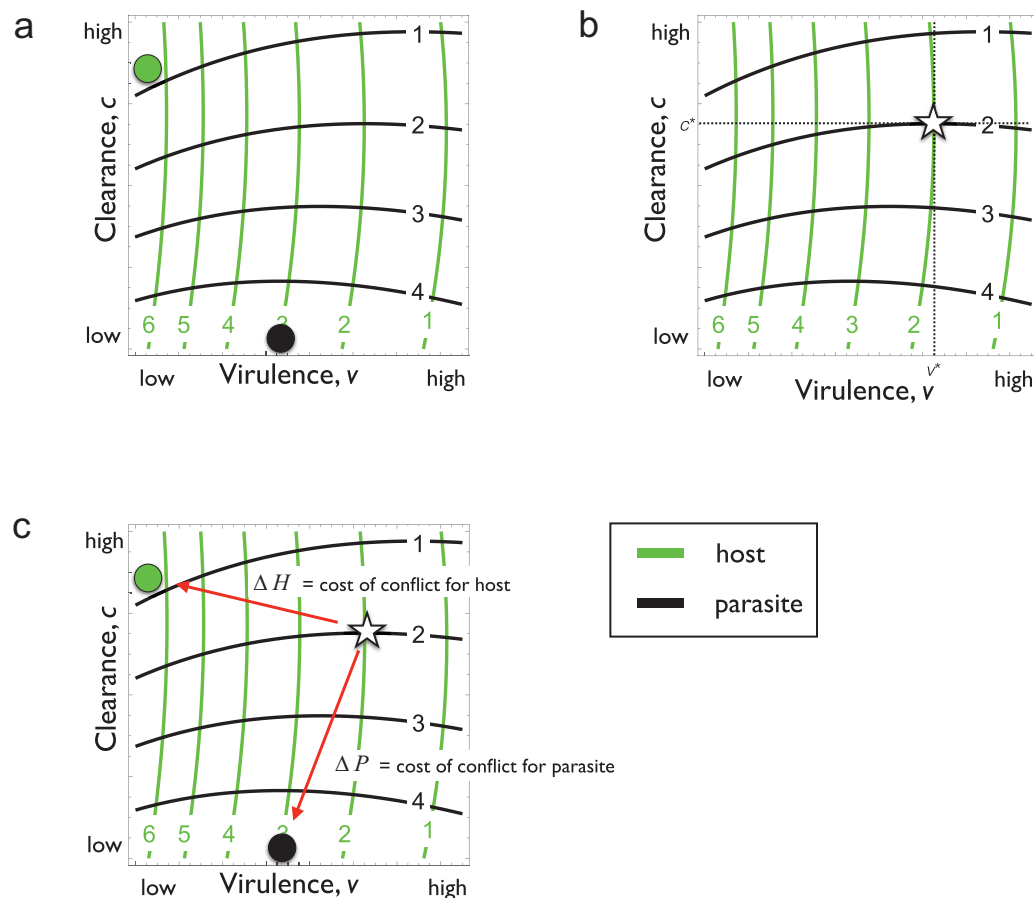 a
high
1
Clearance, c
2
3
4
low
6 5 4 2 1
low
Virulence, v
high
b
high
1
Clearance, c
c*
2
3
4
low
6 5 4 3 2 1
v*
low
Virulence, v
high
c
high
1
ΔH = cost of conflict for host
Clearance, c
2
3
ΔP = cost of conflict for parasite
4
low
6 5 4 2 1
low
Virulence, v
high
host
parasite